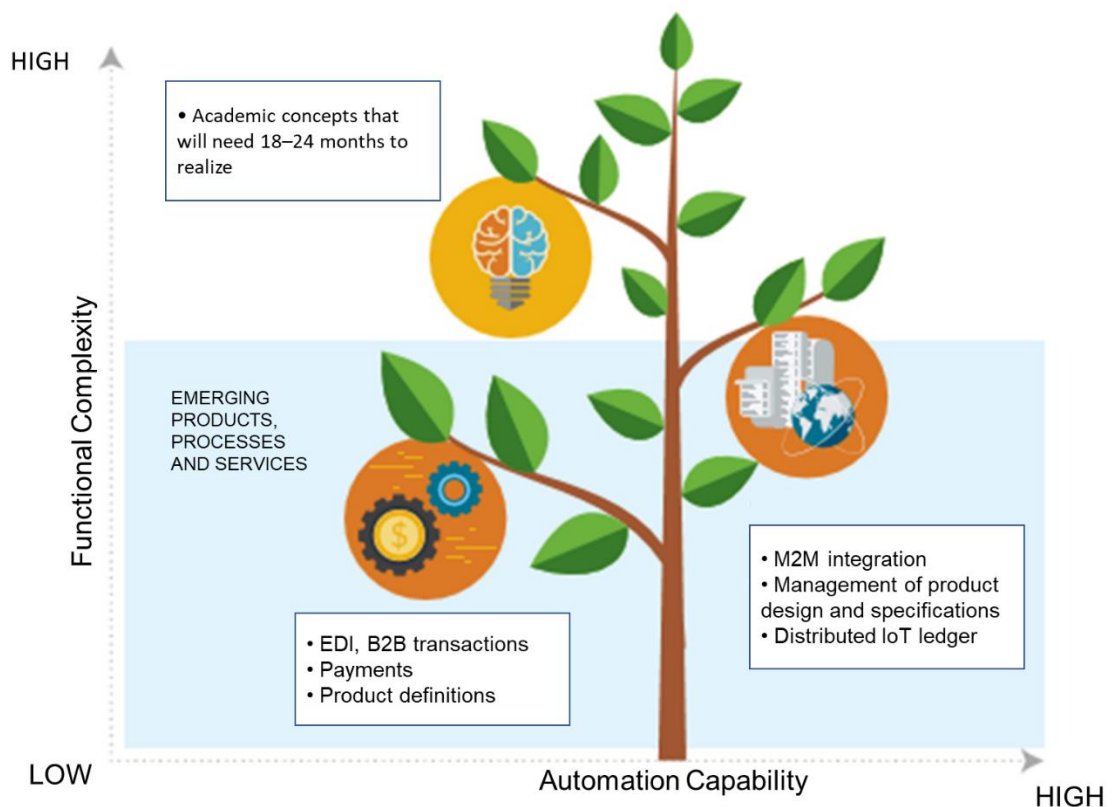 HIGH
• Academic concepts that
will need 18–24 months to
realize
Functional Complexity
EMERGING
PRODUCTS,
PROCESSES
AND SERVICES
$
• M2M integration
• Management of product
design and specifications
• Distributed IoT ledger
• EDI, B2B transactions
• Payments
• Product definitions
LOW
Automation Capability
HIGH